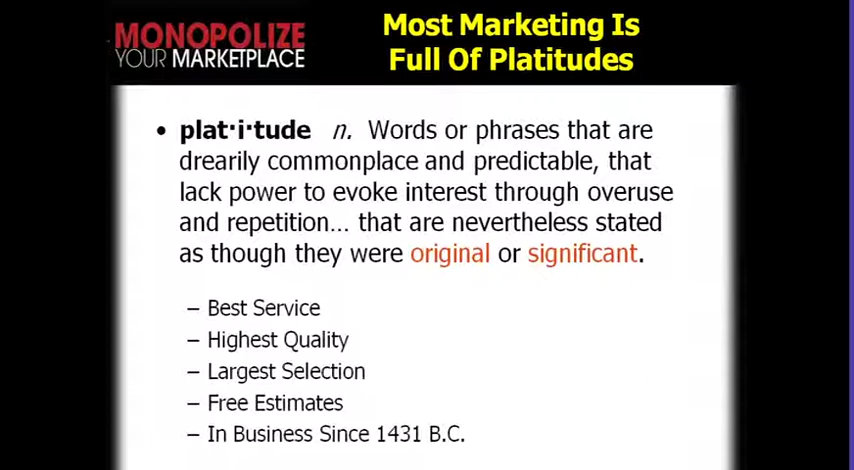 MONOPOLIZE
YOUR MARKETPLACE
Most Marketing Is
Full Of Platitudes
• plat·i·tude n. Words or phrases that are
drearily commonplace and predictable, that
lack power to evoke interest through overuse
and repetition... that are nevertheless stated
as though they were original or significant.
– Best Service
– Highest Quality
– Largest Selection
– Free Estimates
– In Business Since 1431 B.C.